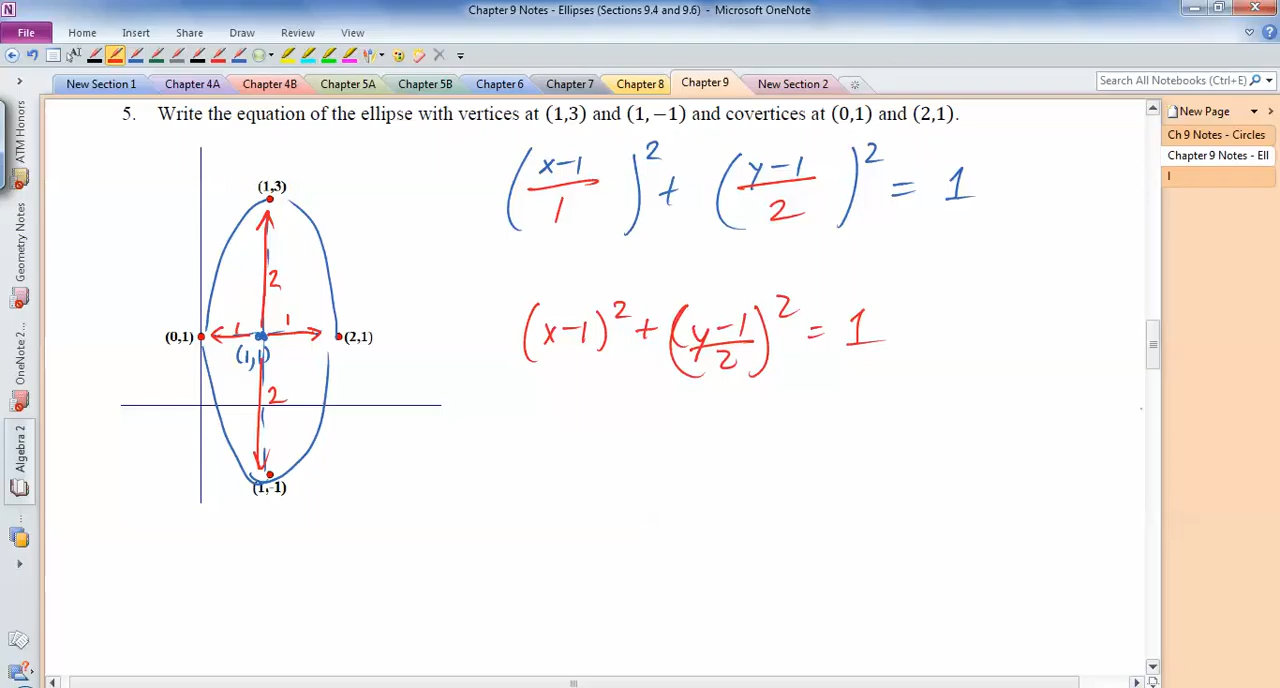 Chapter 9 Notes - Ellipses (Sections 9.4 and 9.6) - Microsoft OneNote
File Home Insert Share Draw Review View
New Section 1 Chapter 4A Chapter 4B Chapter 5A Chapter 5B Chapter 6 Chapter 7 Chapter 8 Chapter 9 New Section 2
Search All Notebooks (Ctrl+E)
New Page
Ch 9 Notes - Circles
Chapter 9 Notes - Ell
I
ATM Honors
Geometry Notes
OneNote 2...
Algebra 2
5. Write the equation of the ellipse with vertices at (1,3) and (1,−1) and covertices at (0,1) and (2,1).
((x−1)/1)² + ((y−1)/2)² = 1
(x−1)² + ((y−1)/2)² = 1
(1,3)
2
1 1
(0,1) (2,1)
(1,1)
2
(1,-1)